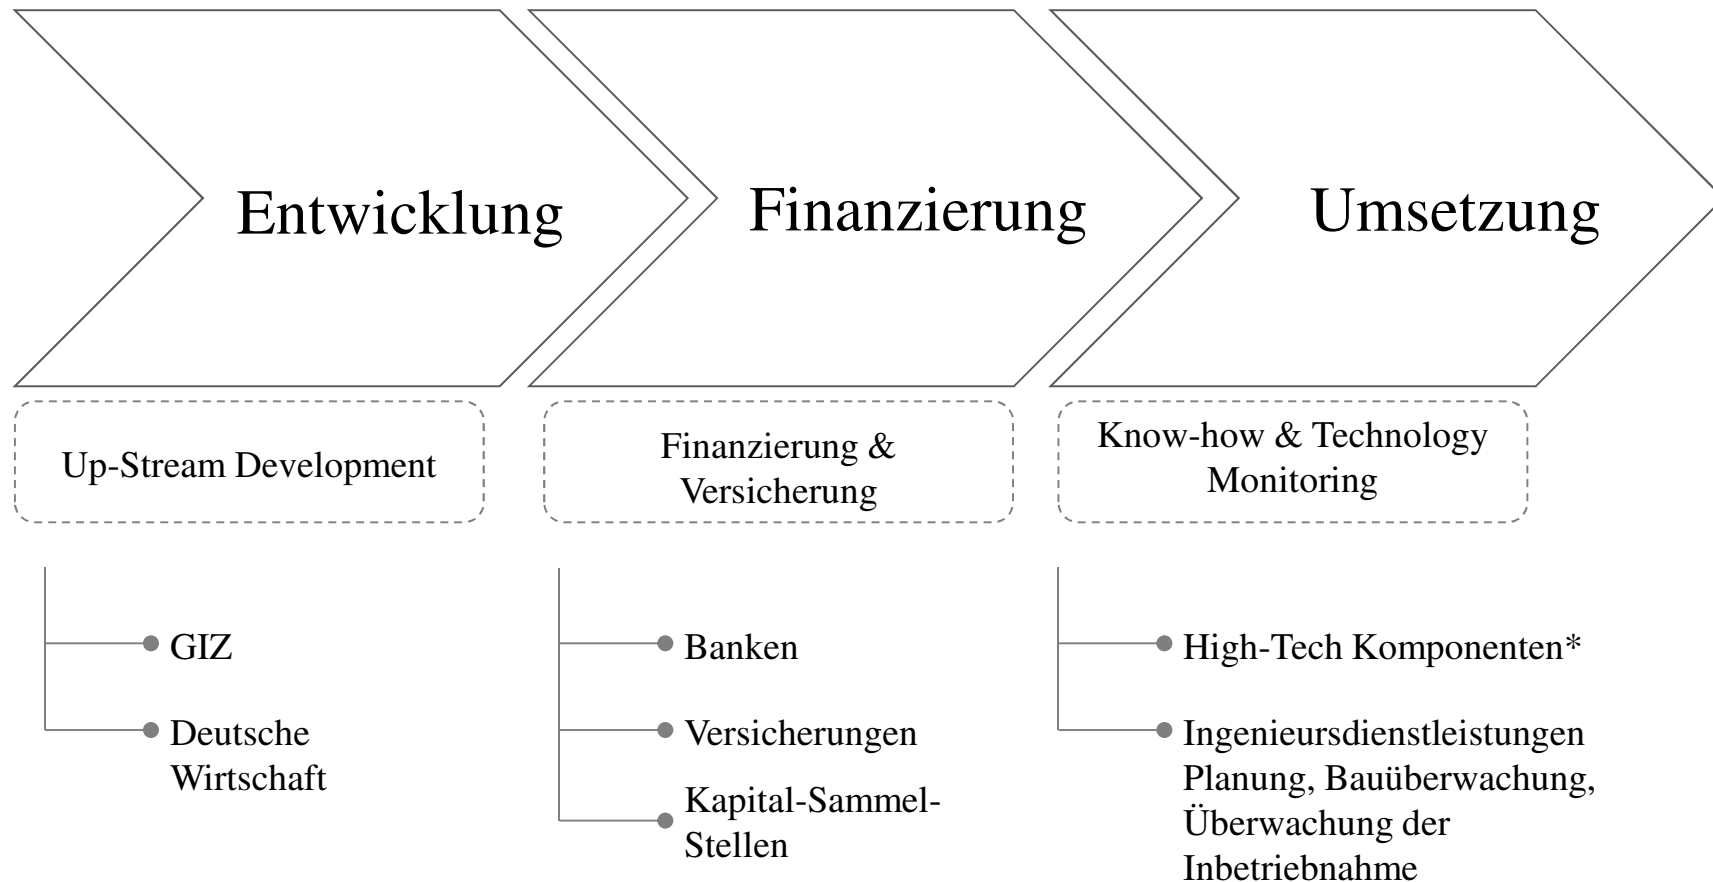 Entwicklung
Finanzierung
Umsetzung
Up-Stream Development
Finanzierung &
Versicherung
Know-how & Technology
Monitoring
GIZ
Deutsche
Wirtschaft
Banken
Versicherungen
Kapital-Sammel-
Stellen
High-Tech Komponenten*
Ingenieursdienstleistungen
Planung, Bauüberwachung,
Überwachung der
Inbetriebnahme